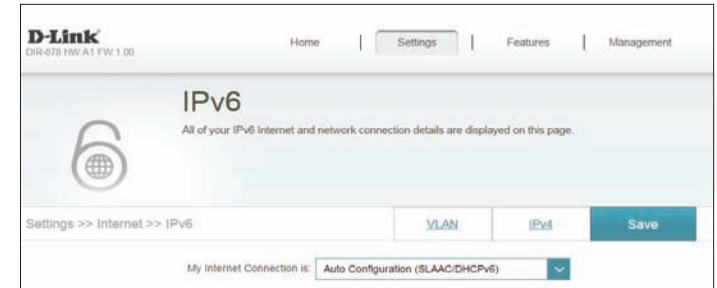 D-Link
DIR-878 HW:A1 FW:1.00
Home | Settings | Features | Management
IPv6
All of your IPv6 Internet and network connection details are displayed on this page.
Settings >> Internet >> IPv6
VLAN
IPv4
Save
My Internet Connection is: Auto Configuration (SLAAC/DHCPv6)